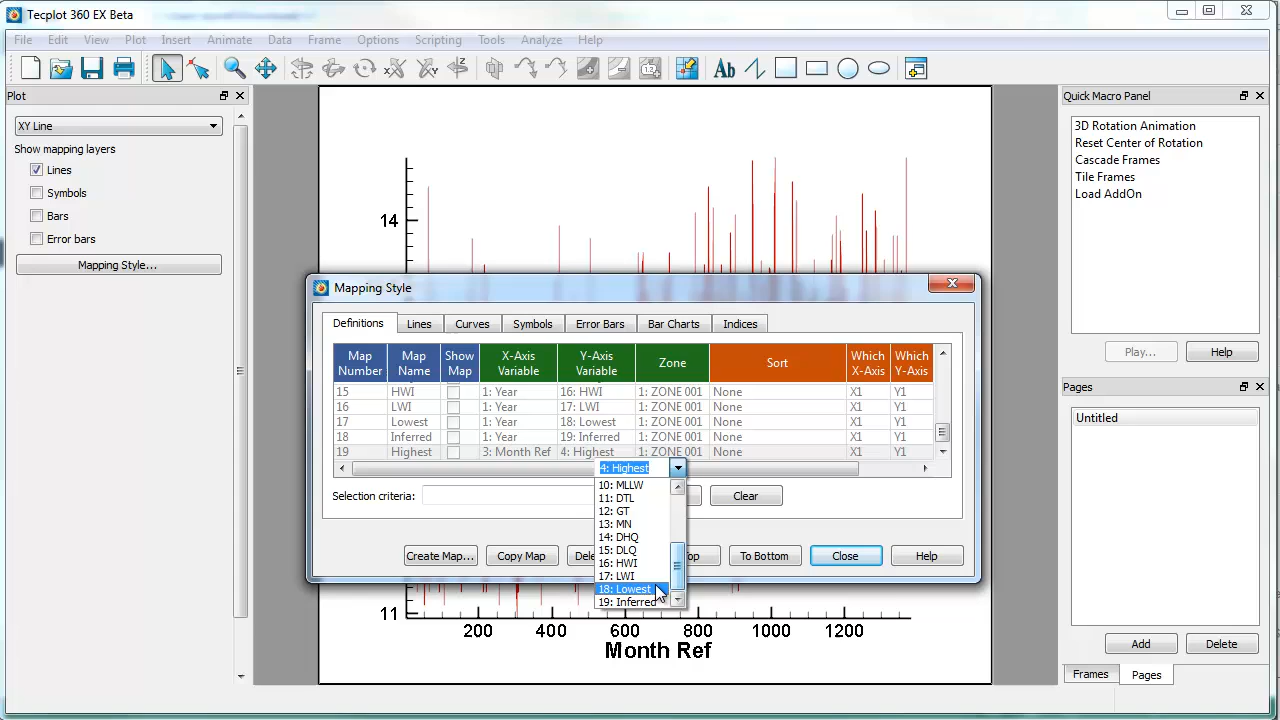 Tecplot 360 EX Beta
File Edit View Plot Insert Animate Data Frame Options Scripting Tools Analyze Help
Plot
XY Line
Show mapping layers
Lines
Symbols
Bars
Error bars
Mapping Style...
14
11
200 400 600 800 1000 1200
Month Ref
Mapping Style
Definitions Lines Curves Symbols Error Bars Bar Charts Indices
Map Number Map Name Show Map X-Axis Variable Y-Axis Variable Zone Sort Which X-Axis Which Y-Axis
15 HWI 1: Year 16: HWI 1: ZONE 001 None X1 Y1
16 LWI 1: Year 17: LWI 1: ZONE 001 None X1 Y1
17 Lowest 1: Year 18: Lowest 1: ZONE 001 None X1 Y1
18 Inferred 1: Year 19: Inferred 1: ZONE 001 None X1 Y1
19 Highest 3: Month Ref 4: Highest 1: ZONE 001 None X1 Y1
4: Highest
10: MLLW
11: DTL
12: GT
13: MN
14: DHQ
15: DLQ
16: HWI
17: LWI
18: Lowest
19: Inferred
Selection criteria: Clear
Create Map... Copy Map Dele op To Bottom Close Help
Quick Macro Panel
3D Rotation Animation
Reset Center of Rotation
Cascade Frames
Tile Frames
Load AddOn
Play... Help
Pages
Untitled
Add Delete
Frames Pages